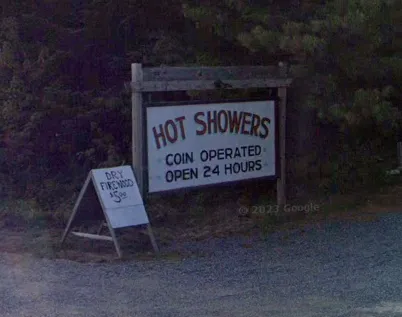 HOT SHOWERS
COIN OPERATED
OPEN 24 HOURS
DRY
FIREWOOD
© 2023 Google